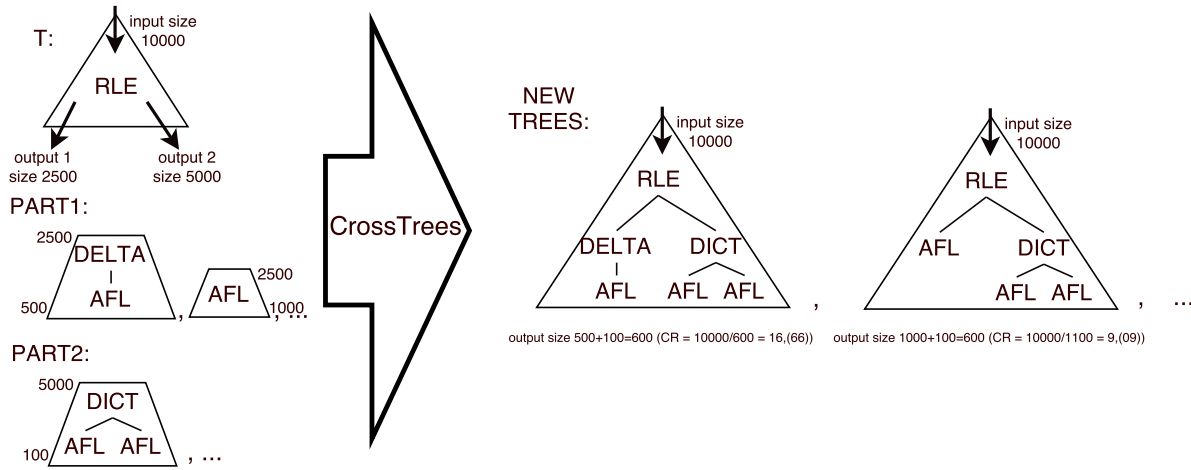 T:
input size
10000
RLE
output 1
size 2500
output 2
size 5000
PART1:
2500
DELTA
AFL
500
,
AFL
2500
1000
, ...
PART2:
5000
DICT
AFL AFL
100
, ...
CrossTrees
NEW
TREES:
input size
10000
RLE
DELTA DICT
AFL AFL AFL
,
output size 500+100=600 (CR = 10000/600 = 16,(66))
input size
10000
RLE
AFL DICT
AFL AFL
, ...
output size 1000+100=600 (CR = 10000/1100 = 9,(09))